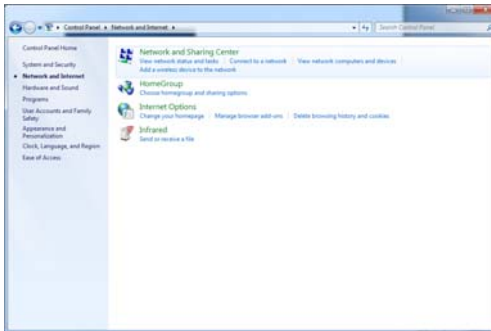 Control Panel ▸ Network and Internet ▸
Search Control Panel
Control Panel Home
System and Security
Network and Internet
Hardware and Sound
Programs
User Accounts and Family
Safety
Appearance and
Personalization
Clock, Language, and Region
Ease of Access
Network and Sharing Center
View network status and tasks | Connect to a network | View network computers and devices
Add a wireless device to the network
HomeGroup
Choose homegroup and sharing options
Internet Options
Change your homepage | Manage browser add-ons | Delete browsing history and cookies
Infrared
Send or receive a file